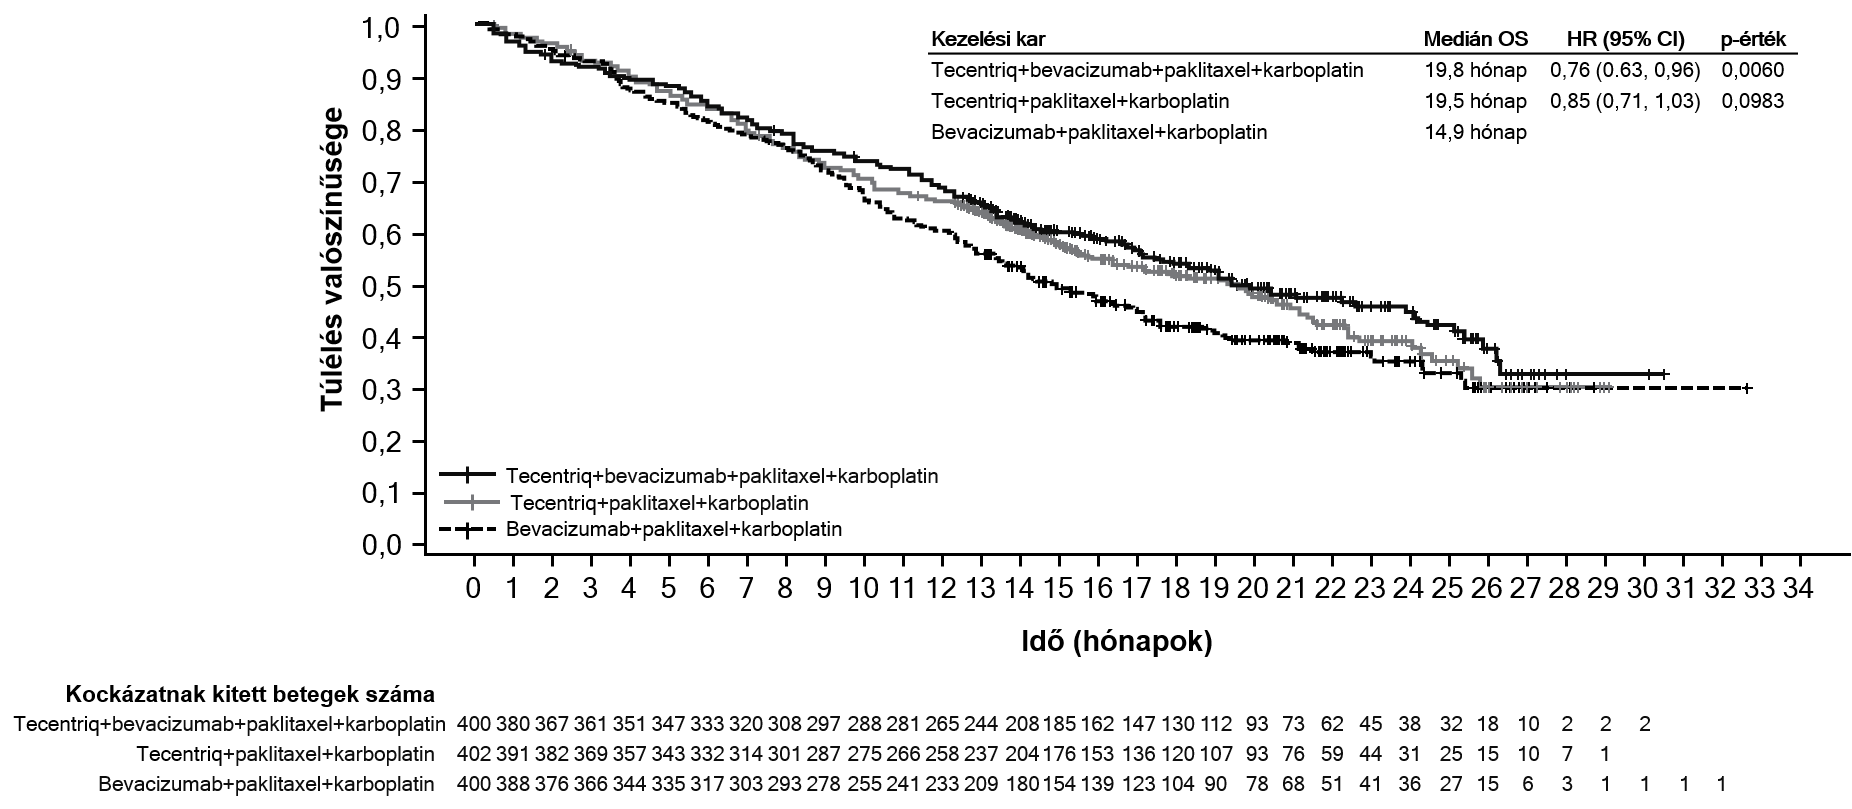 Kezelési kar Medián OS HR (95% CI) p-érték
Tecentriq+bevacizumab+paklitaxel+karboplatin 19,8 hónap 0,76 (0.63, 0,96) 0,0060
Tecentriq+paklitaxel+karboplatin 19,5 hónap 0,85 (0,71, 1,03) 0,0983
Bevacizumab+paklitaxel+karboplatin 14,9 hónap
Túlélés valószínűsége
1,0
0,9
0,8
0,7
0,6
0,5
0,4
0,3
0,2
0,1
0,0
Tecentriq+bevacizumab+paklitaxel+karboplatin
Tecentriq+paklitaxel+karboplatin
Bevacizumab+paklitaxel+karboplatin
0 1 2 3 4 5 6 7 8 9 10 11 12 13 14 15 16 17 18 19 20 21 22 23 24 25 26 27 28 29 30 31 32 33 34
Idő (hónapok)
Kockázatnak kitett betegek száma
Tecentriq+bevacizumab+paklitaxel+karboplatin 400 380 367 361 351 347 333 320 308 297 288 281 265 244 208 185 162 147 130 112 93 73 62 45 38 32 18 10 2 2 2
Tecentriq+paklitaxel+karboplatin 402 391 382 369 357 343 332 314 301 287 275 266 258 237 204 176 153 136 120 107 93 76 59 44 31 25 15 10 7 1
Bevacizumab+paklitaxel+karboplatin 400 388 376 366 344 335 317 303 293 278 255 241 233 209 180 154 139 123 104 90 78 68 51 41 36 27 15 6 3 1 1 1 1